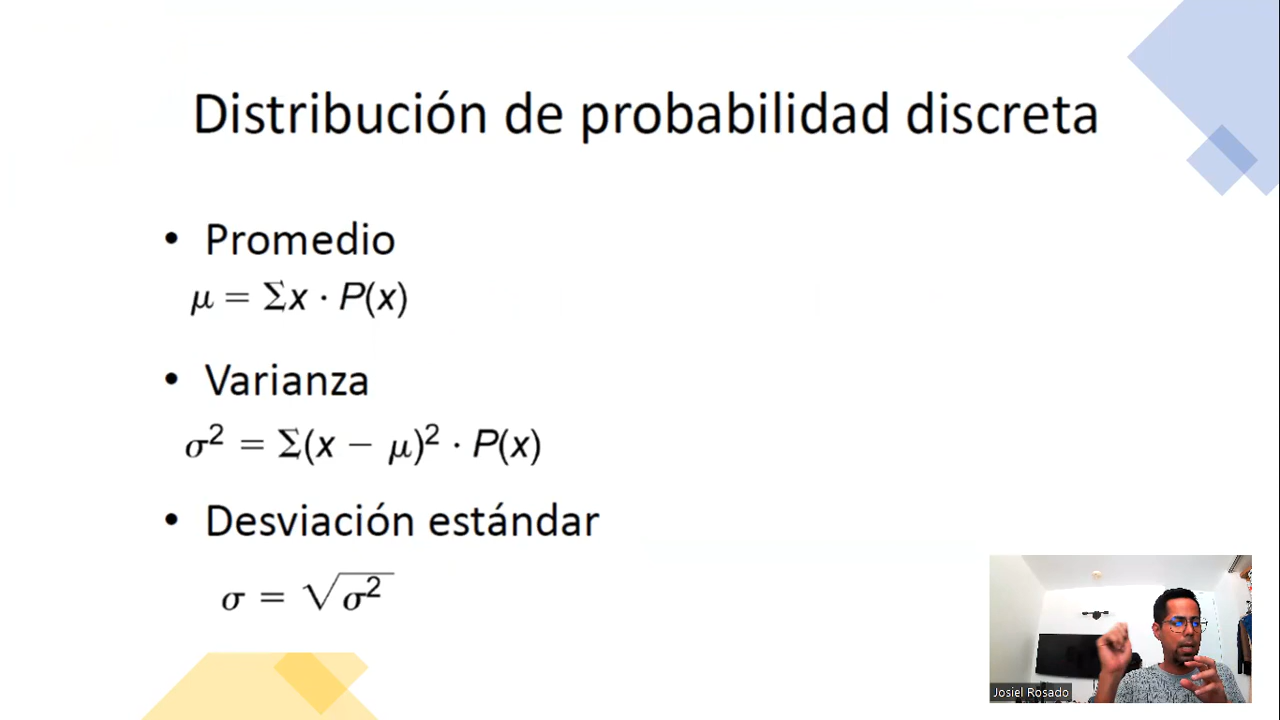 Distribución de probabilidad discreta
• Promedio
μ = Σx · P(x)
• Varianza
σ² = Σ(x − μ)² · P(x)
• Desviación estándar
σ = √σ²
Josiel Rosado